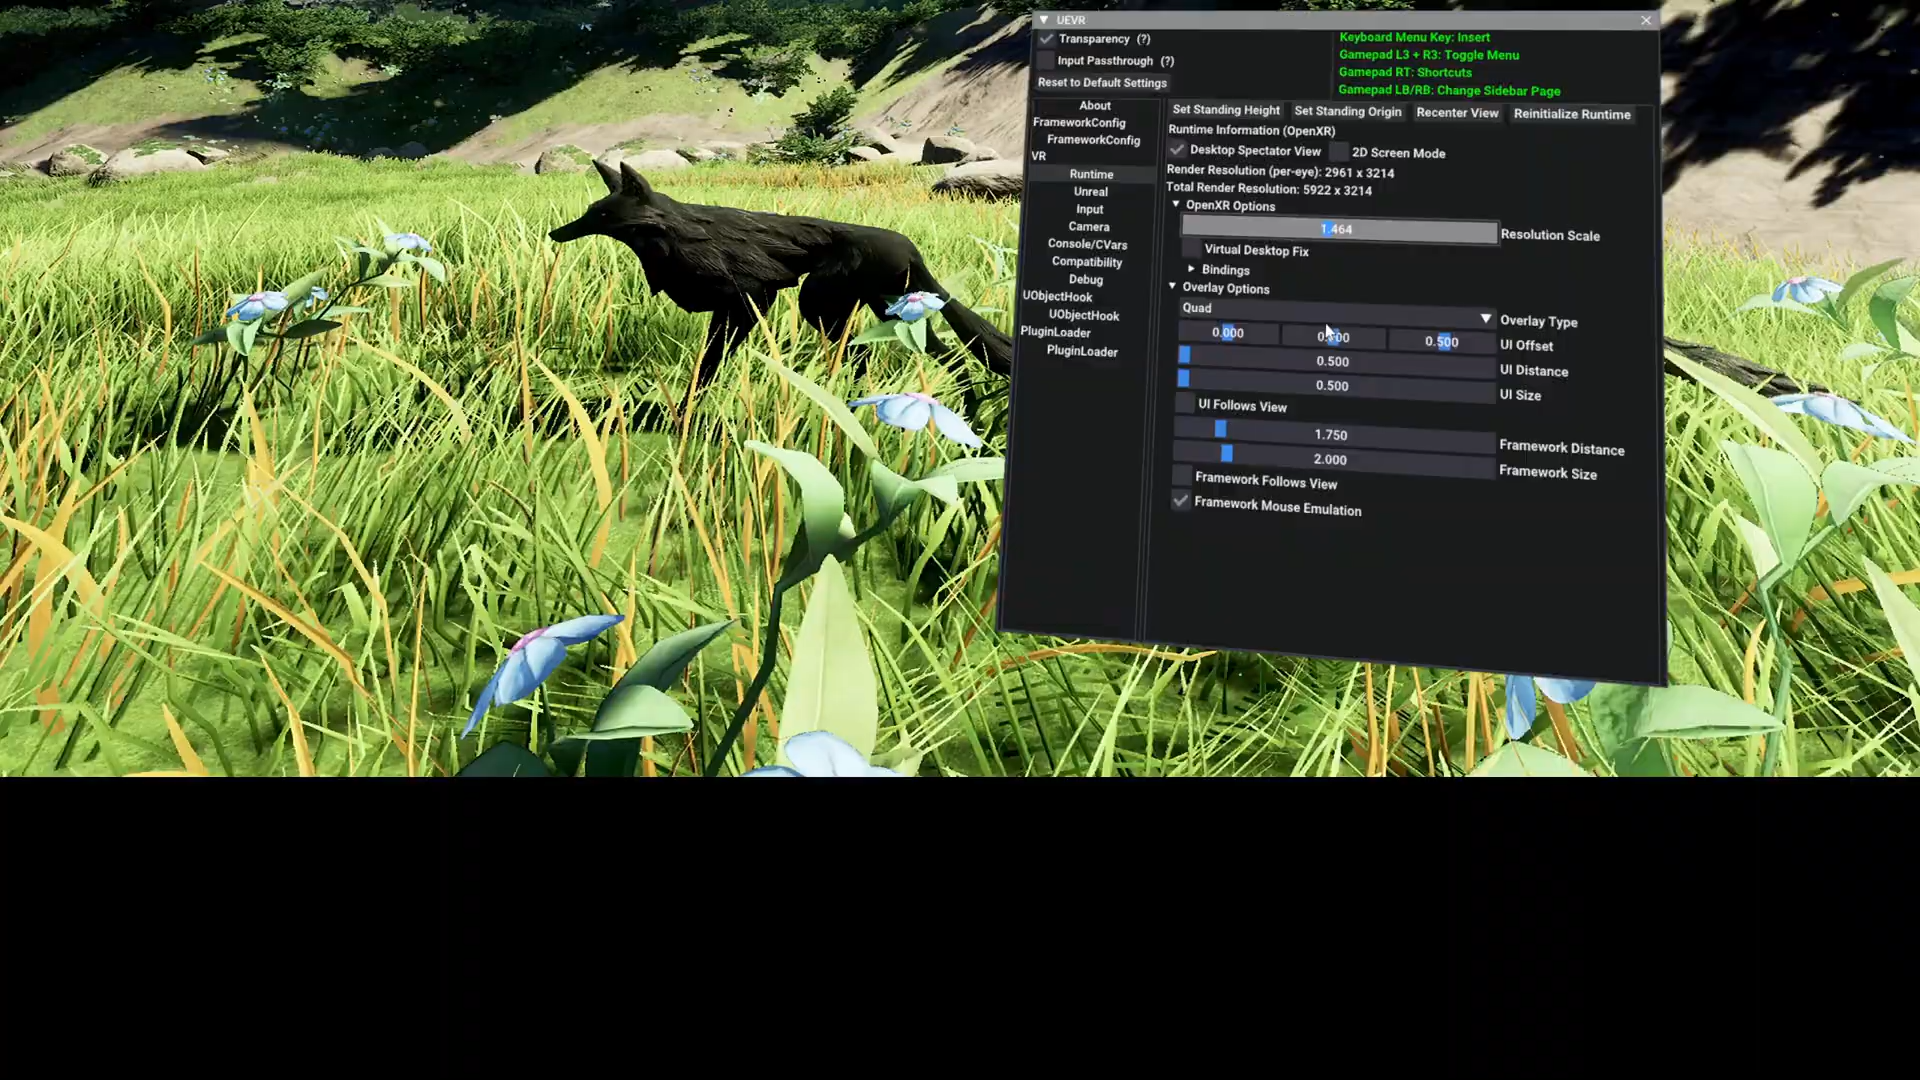 UEVR
Transparency (?)
Input Passthrough (?)
Reset to Default Settings
Keyboard Menu Key: Insert
Gamepad L3 + R3: Toggle Menu
Gamepad RT: Shortcuts
Gamepad LB/RB: Change Sidebar Page
About
FrameworkConfig
FrameworkConfig
VR
Runtime
Unreal
Input
Camera
Console/CVars
Compatibility
Debug
UObjectHook
UObjectHook
PluginLoader
PluginLoader
Set Standing Height Set Standing Origin Recenter View Reinitialize Runtime
Runtime Information (OpenXR)
Desktop Spectator View 2D Screen Mode
Render Resolution (per-eye): 2961 x 3214
Total Render Resolution: 5922 x 3214
OpenXR Options
1.464 Resolution Scale
Virtual Desktop Fix
Bindings
Overlay Options
Quad Overlay Type
0.000 0.500 UI Offset
0.500 UI Distance
0.500 UI Size
UI Follows View
1.750 Framework Distance
2.000 Framework Size
Framework Follows View
Framework Mouse Emulation